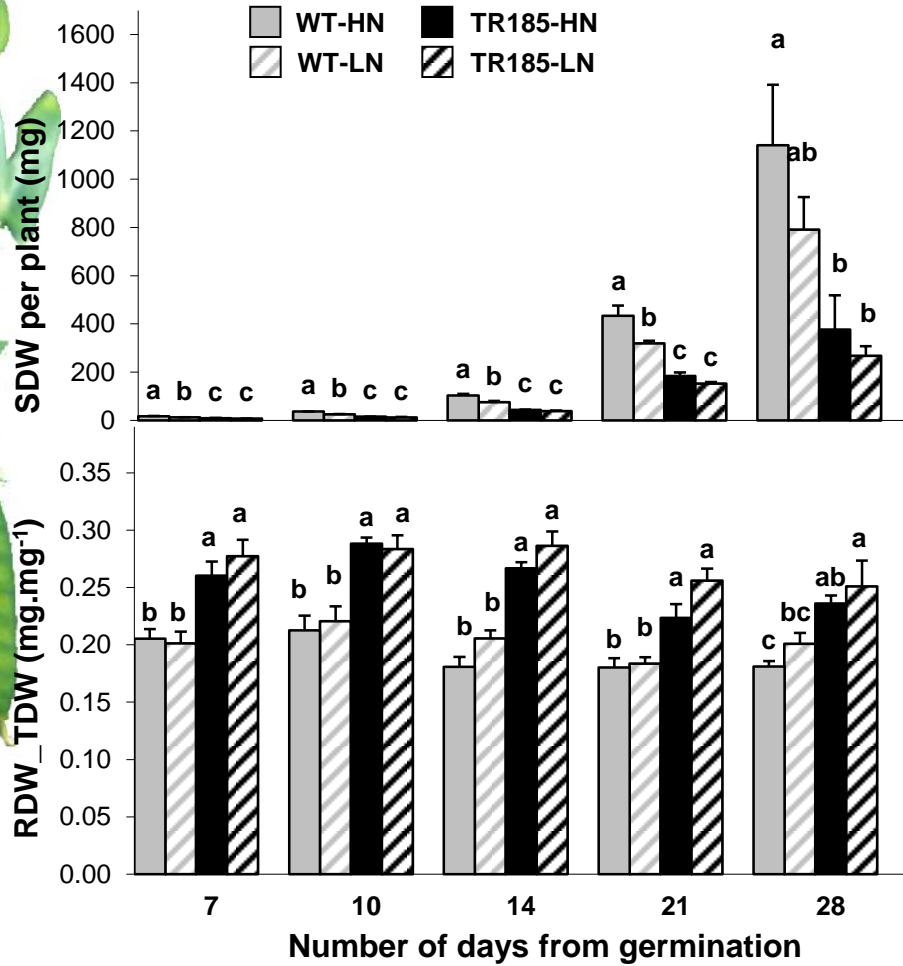 WT-HN TR185-HN
WT-LN TR185-LN
SDW per plant (mg)
1600
1400
1200
1000
800
600
400
200
0
a b c c
a b c c
a b c c
a b c c
a ab b b
RDW_TDW (mg.mg-1)
0.35
0.30
0.25
0.20
0.15
0.10
0.05
0.00
b b a a
b b a a
b b a a
b b a a
c bc ab a
7 10 14 21 28
Number of days from germination